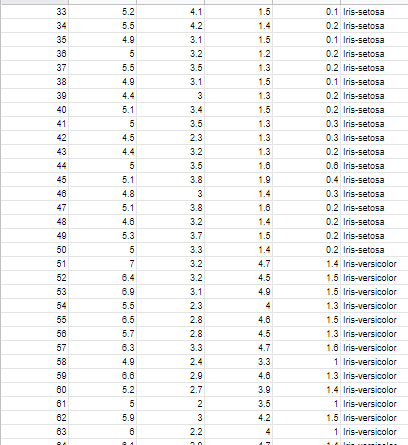 33 5.2 4.1 1.5 0.1 Iris-setosa
34 5.5 4.2 1.4 0.2 Iris-setosa
35 4.9 3.1 1.5 0.1 Iris-setosa
36 5 3.2 1.2 0.2 Iris-setosa
37 5.5 3.5 1.3 0.2 Iris-setosa
38 4.9 3.1 1.5 0.1 Iris-setosa
39 4.4 3 1.3 0.2 Iris-setosa
40 5.1 3.4 1.5 0.2 Iris-setosa
41 5 3.5 1.3 0.3 Iris-setosa
42 4.5 2.3 1.3 0.3 Iris-setosa
43 4.4 3.2 1.3 0.2 Iris-setosa
44 5 3.5 1.6 0.6 Iris-setosa
45 5.1 3.8 1.9 0.4 Iris-setosa
46 4.8 3 1.4 0.3 Iris-setosa
47 5.1 3.8 1.6 0.2 Iris-setosa
48 4.6 3.2 1.4 0.2 Iris-setosa
49 5.3 3.7 1.5 0.2 Iris-setosa
50 5 3.3 1.4 0.2 Iris-setosa
51 7 3.2 4.7 1.4 Iris-versicolor
52 6.4 3.2 4.5 1.5 Iris-versicolor
53 6.9 3.1 4.9 1.5 Iris-versicolor
54 5.5 2.3 4 1.3 Iris-versicolor
55 6.5 2.8 4.6 1.5 Iris-versicolor
56 5.7 2.8 4.5 1.3 Iris-versicolor
57 6.3 3.3 4.7 1.6 Iris-versicolor
58 4.9 2.4 3.3 1 Iris-versicolor
59 6.6 2.9 4.6 1.3 Iris-versicolor
60 5.2 2.7 3.9 1.4 Iris-versicolor
61 5 2 3.5 1 Iris-versicolor
62 5.9 3 4.2 1.5 Iris-versicolor
63 6 2.2 4 1 Iris-versicolor